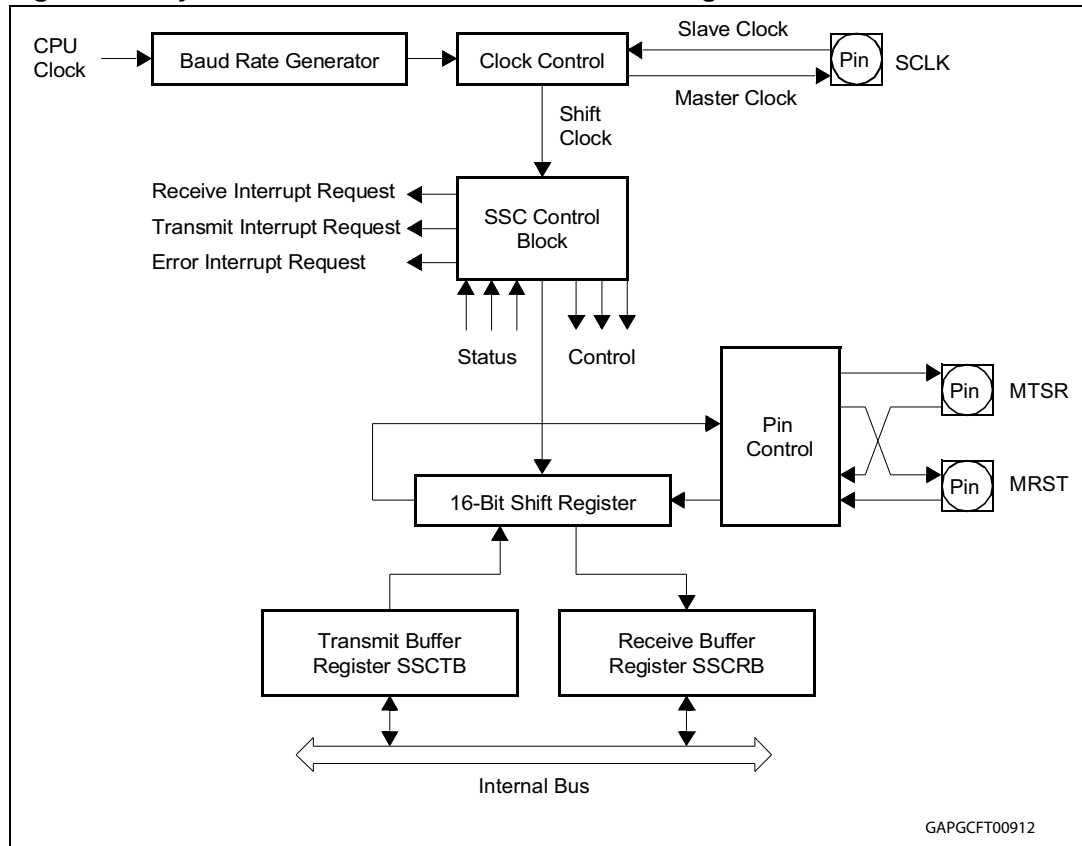 CPU
Clock
Baud Rate Generator
Clock Control
Slave Clock
Master Clock
Pin
SCLK
Shift
Clock
Receive Interrupt Request
Transmit Interrupt Request
Error Interrupt Request
SSC Control
Block
Status
Control
Pin
Control
Pin
MTSR
Pin
MRST
16-Bit Shift Register
Transmit Buffer
Register SSCTB
Receive Buffer
Register SSCRB
Internal Bus
GAPGCFT00912